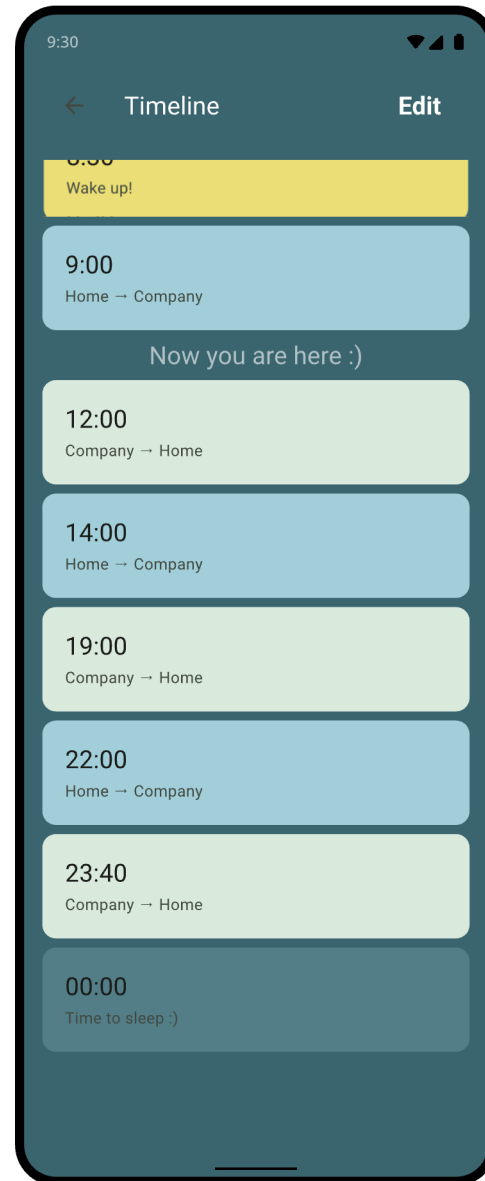 9:30
Timeline
Edit
Wake up!
9:00
Home → Company
Now you are here :)
12:00
Company → Home
14:00
Home → Company
19:00
Company → Home
22:00
Home → Company
23:40
Company → Home
00:00
Time to sleep :)